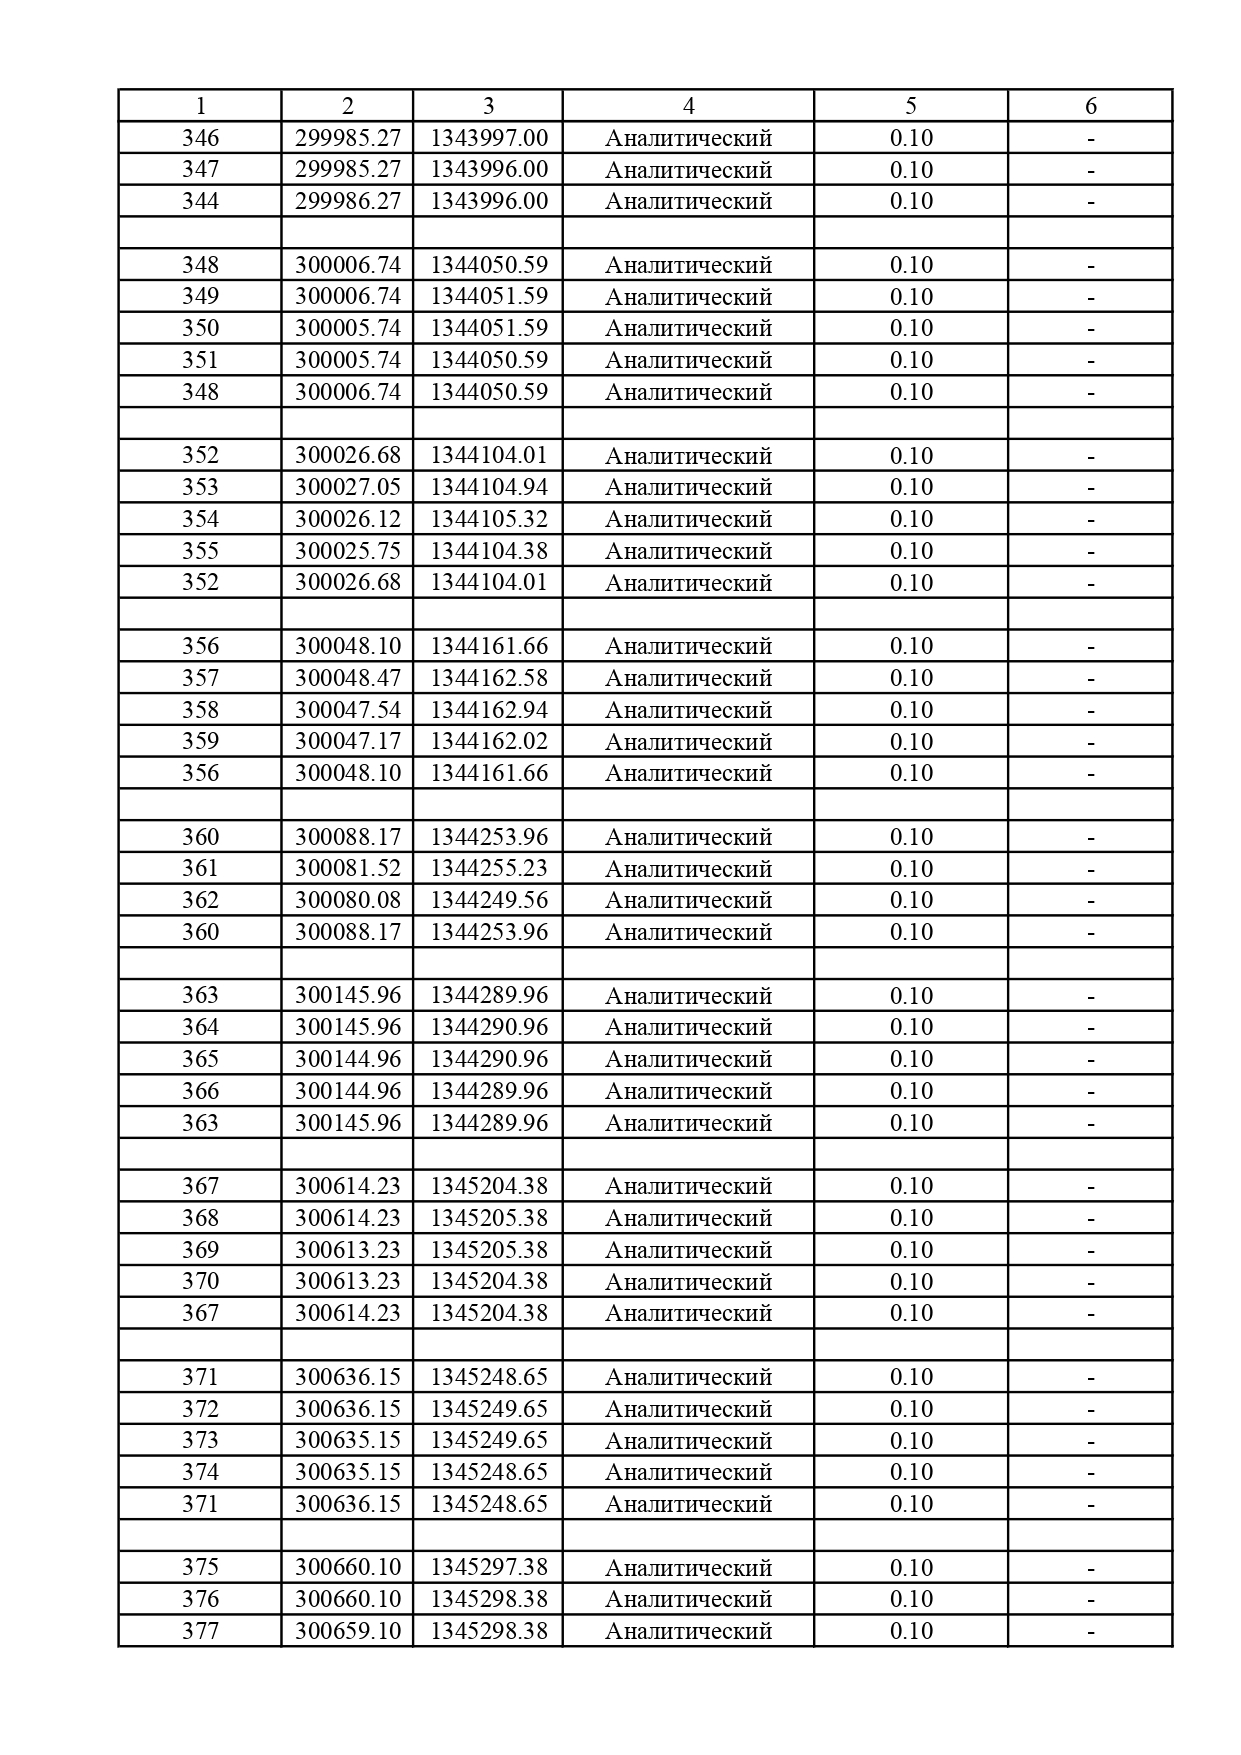 1 2 3 4 5 6
346 299985.27 1343997.00 Аналитический 0.10 -
347 299985.27 1343996.00 Аналитический 0.10 -
344 299986.27 1343996.00 Аналитический 0.10 -
348 300006.74 1344050.59 Аналитический 0.10 -
349 300006.74 1344051.59 Аналитический 0.10 -
350 300005.74 1344051.59 Аналитический 0.10 -
351 300005.74 1344050.59 Аналитический 0.10 -
348 300006.74 1344050.59 Аналитический 0.10 -
352 300026.68 1344104.01 Аналитический 0.10 -
353 300027.05 1344104.94 Аналитический 0.10 -
354 300026.12 1344105.32 Аналитический 0.10 -
355 300025.75 1344104.38 Аналитический 0.10 -
352 300026.68 1344104.01 Аналитический 0.10 -
356 300048.10 1344161.66 Аналитический 0.10 -
357 300048.47 1344162.58 Аналитический 0.10 -
358 300047.54 1344162.94 Аналитический 0.10 -
359 300047.17 1344162.02 Аналитический 0.10 -
356 300048.10 1344161.66 Аналитический 0.10 -
360 300088.17 1344253.96 Аналитический 0.10 -
361 300081.52 1344255.23 Аналитический 0.10 -
362 300080.08 1344249.56 Аналитический 0.10 -
360 300088.17 1344253.96 Аналитический 0.10 -
363 300145.96 1344289.96 Аналитический 0.10 -
364 300145.96 1344290.96 Аналитический 0.10 -
365 300144.96 1344290.96 Аналитический 0.10 -
366 300144.96 1344289.96 Аналитический 0.10 -
363 300145.96 1344289.96 Аналитический 0.10 -
367 300614.23 1345204.38 Аналитический 0.10 -
368 300614.23 1345205.38 Аналитический 0.10 -
369 300613.23 1345205.38 Аналитический 0.10 -
370 300613.23 1345204.38 Аналитический 0.10 -
367 300614.23 1345204.38 Аналитический 0.10 -
371 300636.15 1345248.65 Аналитический 0.10 -
372 300636.15 1345249.65 Аналитический 0.10 -
373 300635.15 1345249.65 Аналитический 0.10 -
374 300635.15 1345248.65 Аналитический 0.10 -
371 300636.15 1345248.65 Аналитический 0.10 -
375 300660.10 1345297.38 Аналитический 0.10 -
376 300660.10 1345298.38 Аналитический 0.10 -
377 300659.10 1345298.38 Аналитический 0.10 -